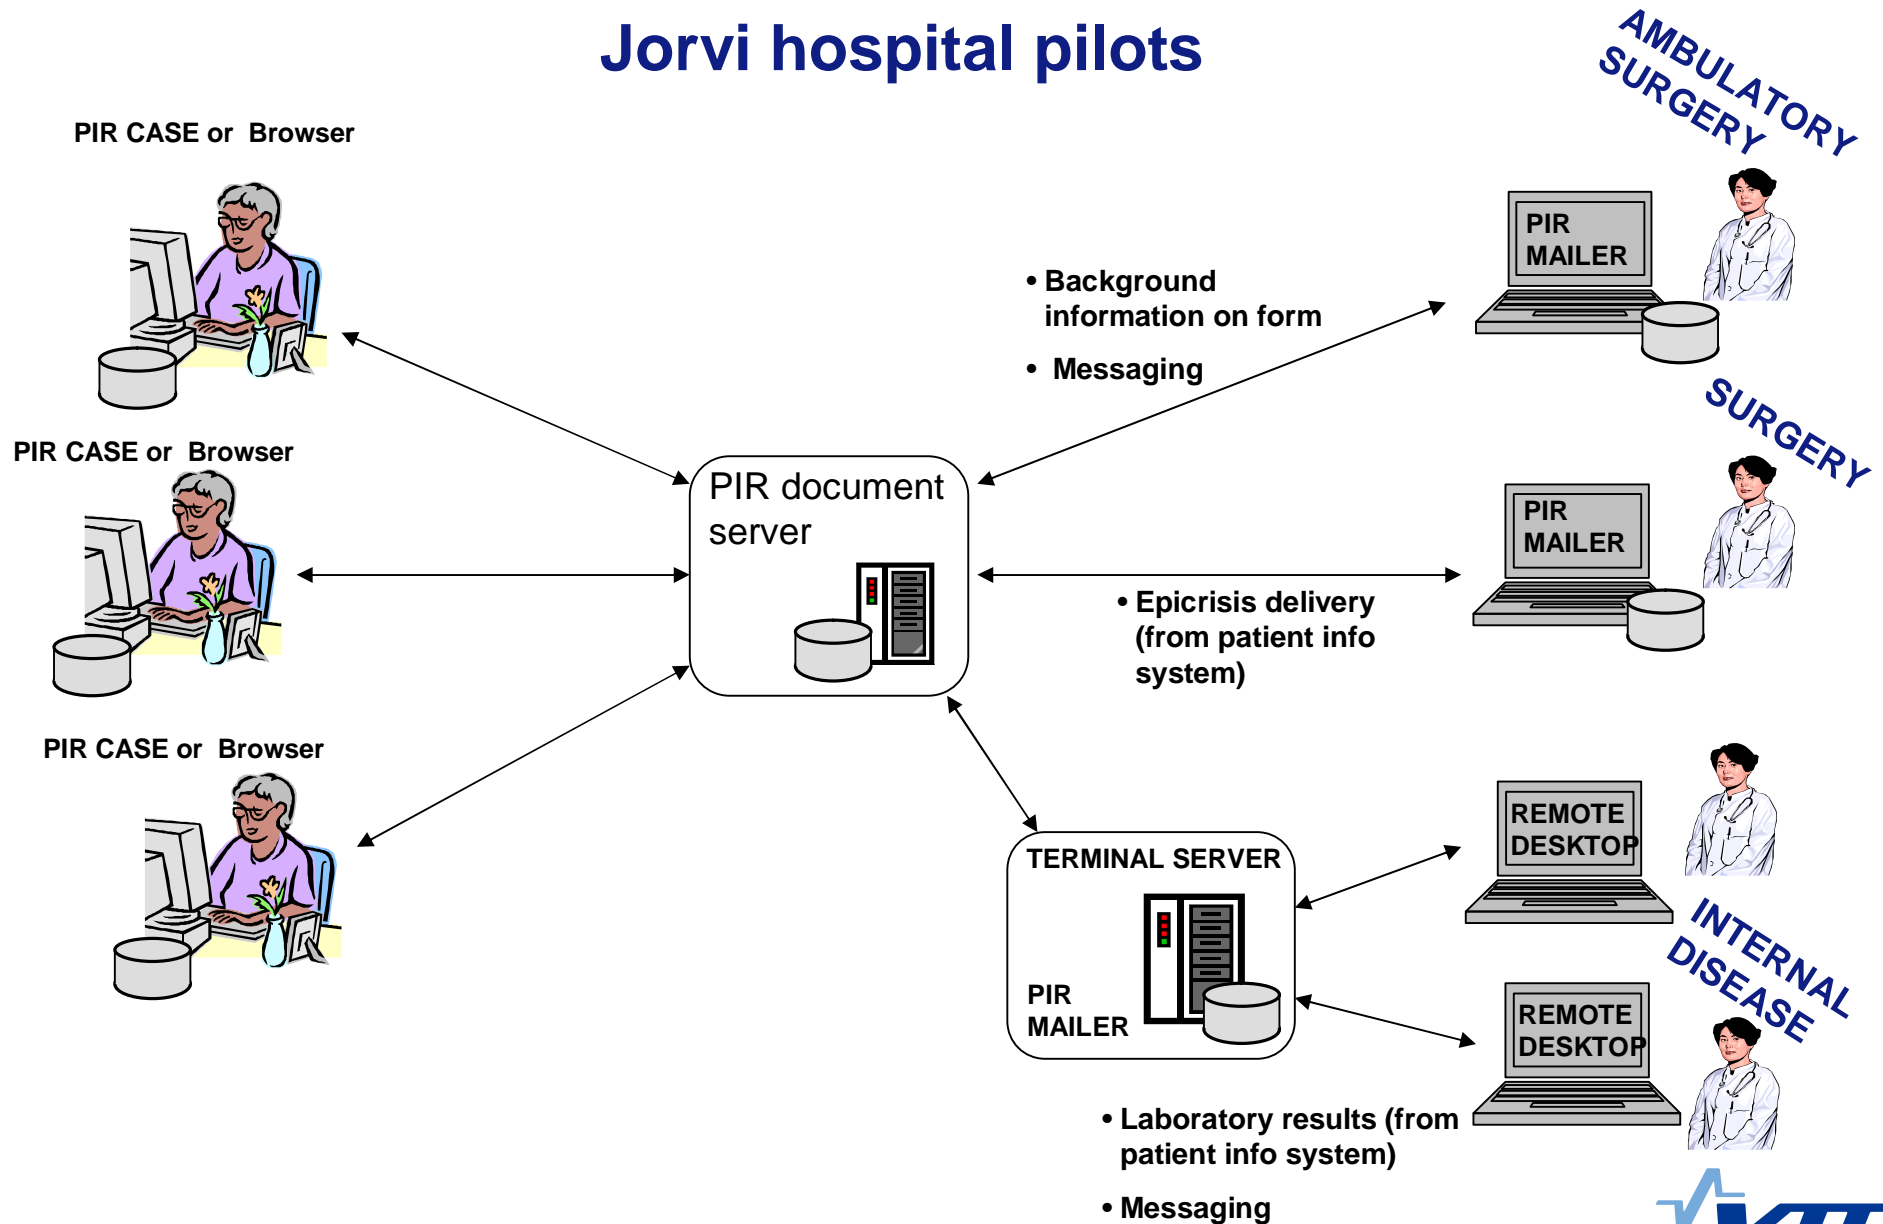 Jorvi hospital pilots
AMBULATORY
SURGERY
PIR CASE or Browser
PIR
MAILER
• Background
information on form
• Messaging
SURGERY
PIR CASE or Browser
PIR document
server
PIR
MAILER
• Epicrisis delivery
(from patient info
system)
PIR CASE or Browser
REMOTE
DESKTOP
TERMINAL SERVER
PIR
MAILER
INTERNAL
DISEASE
REMOTE
DESKTOP
• Laboratory results (from
patient info system)
• Messaging